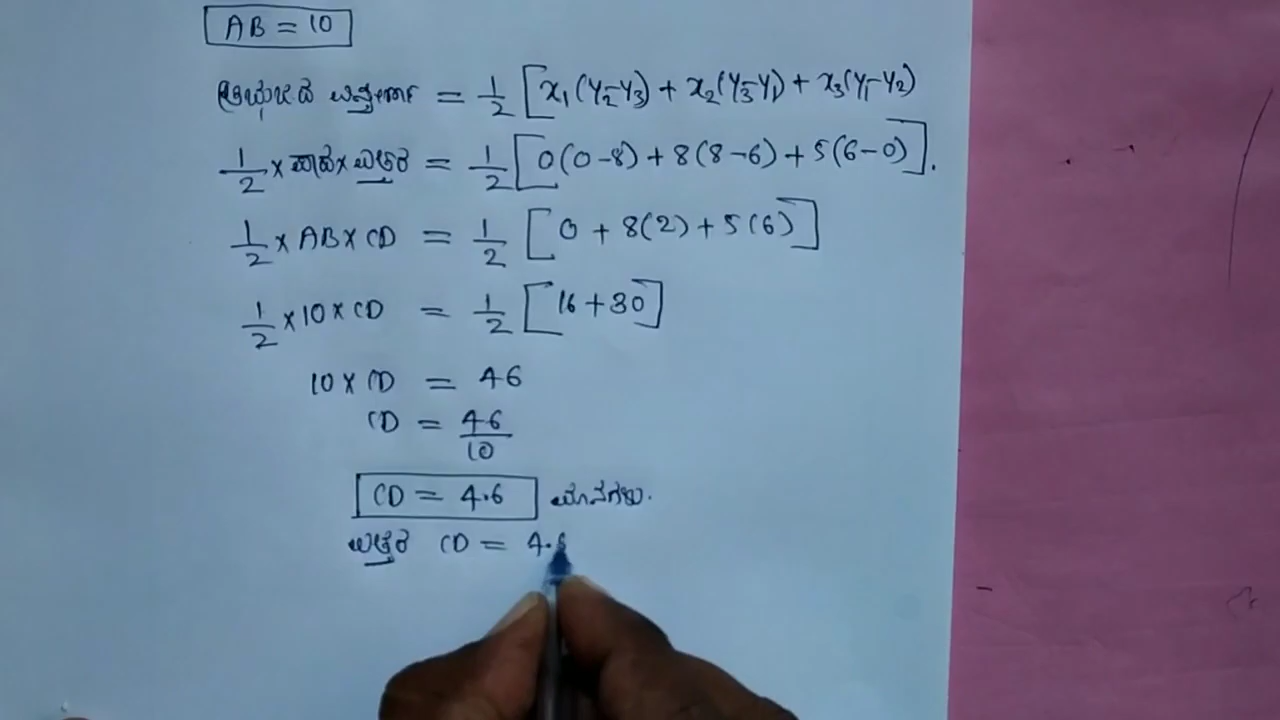 AB = 10
ತ್ರಿಭುಜದ ವಿಸ್ತೀರ್ಣ = 1/2 [x₁(y₂-y₃) + x₂(y₃-y₁) + x₃(y₁-y₂)
1/2 × ಪಾದ × ಎತ್ತರ = 1/2 [0(0-8) + 8(8-6) + 5(6-0)].
1/2 × AB × CD = 1/2 [0 + 8(2) + 5(6)]
1/2 × 10 × CD = 1/2 [16 + 30]
10 × CD = 46
CD = 46/10
CD = 4.6 ಮಾನಗಳು.
ಎತ್ತರ CD = 4.6